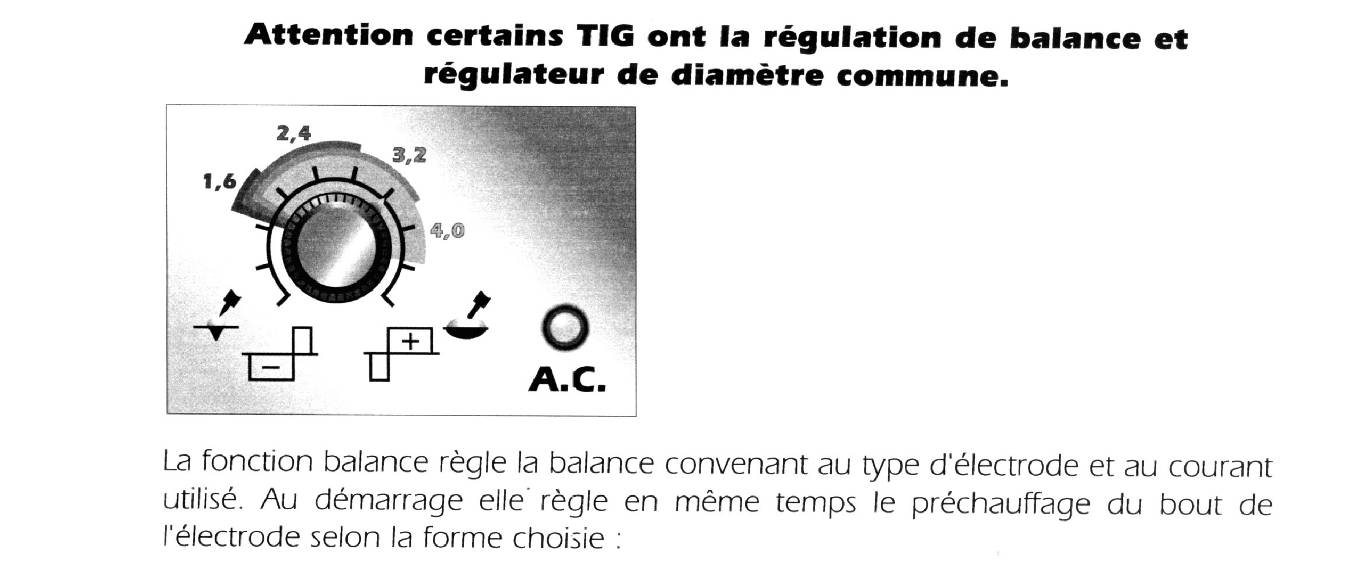 Attention certains TIG ont la régulation de balance et
régulateur de diamètre commune.
2,4
3,2
1,6
4,0
− +
A.C.
La fonction balance règle la balance convenant au type d'électrode et au courant
utilisé. Au démarrage elle règle en même temps le préchauffage du bout de
l'électrode selon la forme choisie :